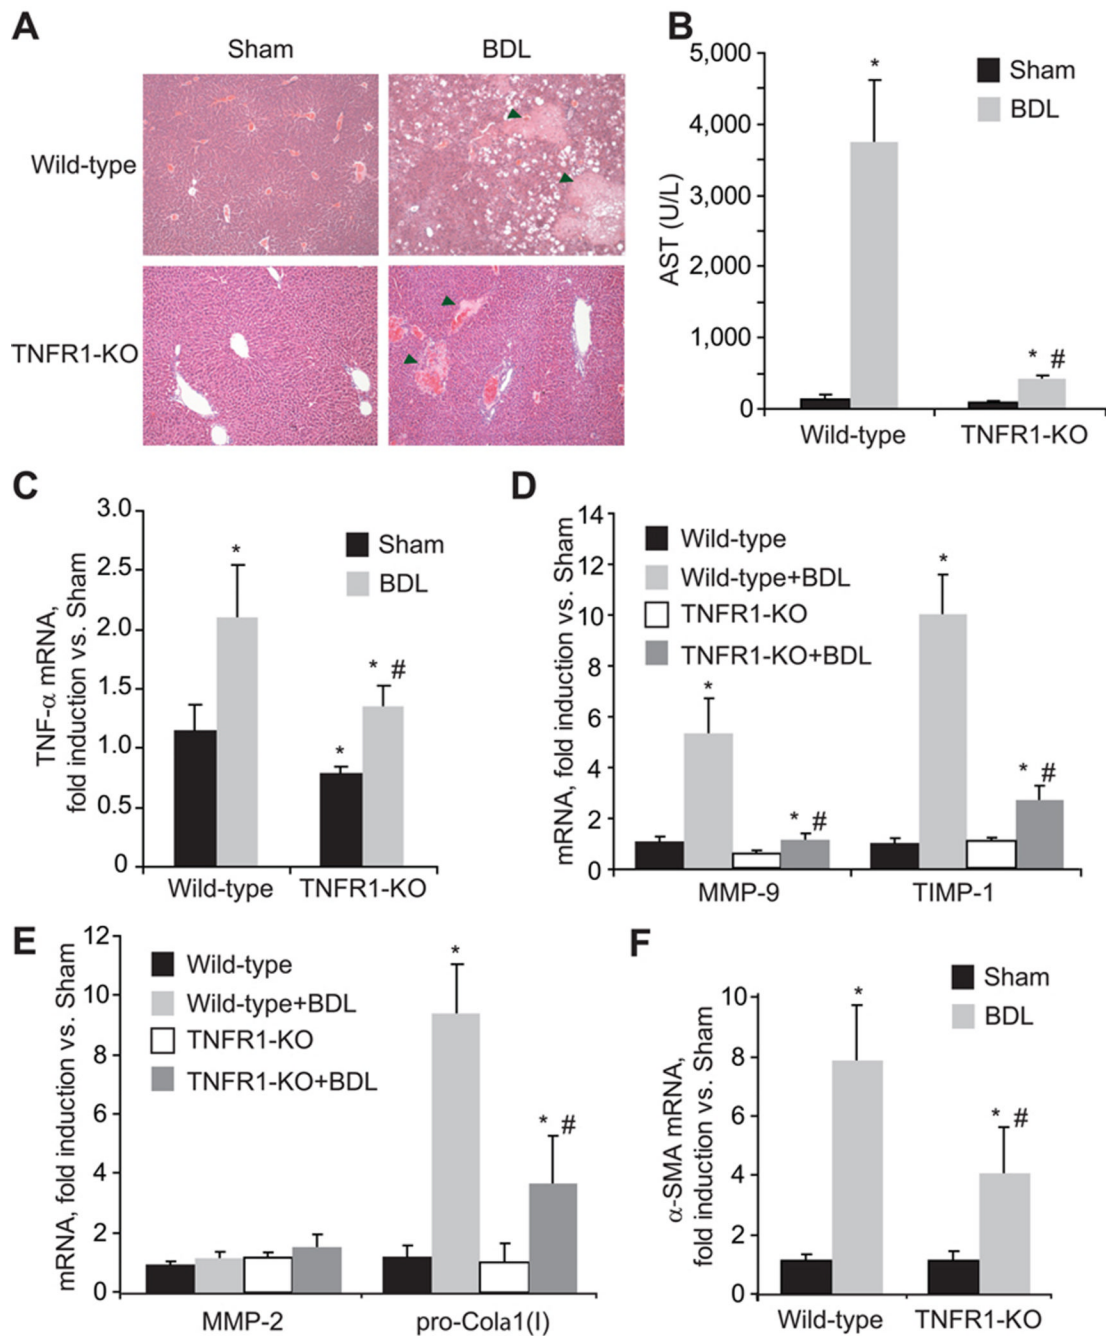 A
Sham
BDL
Wild-type
TNFR1-KO
B
5,000
4,000
3,000
2,000
1,000
0
AST (U/L)
*
* #
Sham
BDL
Wild-type
TNFR1-KO
C
3.0
2.5
2.0
1.5
1.0
0.5
0
TNF-α mRNA,
fold induction vs. Sham
Sham
BDL
*
*
* #
Wild-type
TNFR1-KO
D
14
12
10
8
6
4
2
0
mRNA, fold induction vs. Sham
Wild-type
Wild-type+BDL
TNFR1-KO
TNFR1-KO+BDL
*
* #
*
* #
MMP-9
TIMP-1
E
12
10
8
6
4
2
0
mRNA, fold induction vs. Sham
Wild-type
Wild-type+BDL
TNFR1-KO
TNFR1-KO+BDL
*
* #
MMP-2
pro-Cola1(I)
F
10
8
6
4
2
0
α-SMA mRNA,
fold induction vs. Sham
Sham
BDL
*
* #
Wild-type
TNFR1-KO